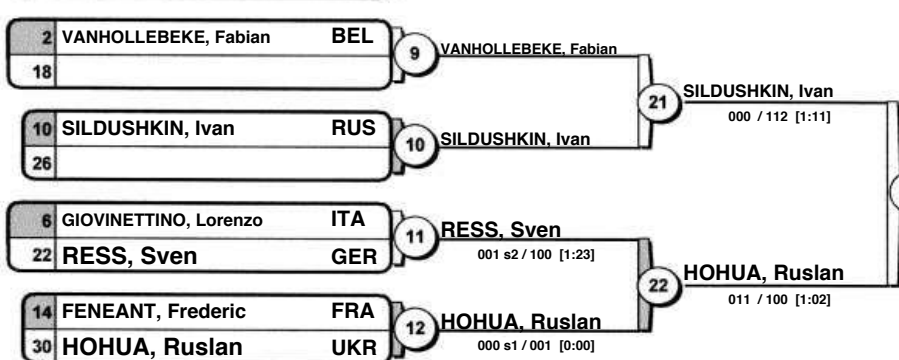 2 VANHOLLEBEKE, Fabian BEL
18
9
VANHOLLEBEKE, Fabian
10 SILDUSHKIN, Ivan RUS
26
10
SILDUSHKIN, Ivan
21
SILDUSHKIN, Ivan
000 / 112 [1:11]
6 GIOVINETTINO, Lorenzo ITA
22 RESS, Sven GER
11
RESS, Sven
001 s2 / 100 [1:23]
14 FENEANT, Frederic FRA
30 HOHUA, Ruslan UKR
12
HOHUA, Ruslan
000 s1 / 001 [0:00]
22
HOHUA, Ruslan
011 / 100 [1:02]